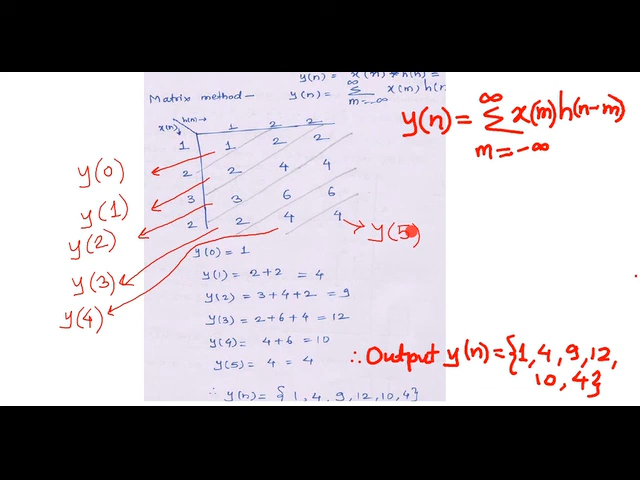 y(n) = x(n) * h(n) =
Matrix method - y(n) = ∑ x(m) h(n
m=-∞
y(n) = ∑ x(m) h(n-m)
∞
m = -∞
h(n)→ 1 2 2
x(n)↓
1 1 2 2
2 2 4 4
3 3 6 6
2 2 4 4
y(0)
y(1)
y(2)
y(3)
y(4)
y(5)
y(0) = 1
y(1) = 2+2 = 4
y(2) = 3+4+2 = 9
y(3) = 2+6+4 = 12
y(4) = 4+6 = 10
y(5) = 4 = 4
∴ y(n) = { 1, 4, 9, 12, 10, 4}
∴ Output y(n) = {1, 4, 9, 12,
10, 4}